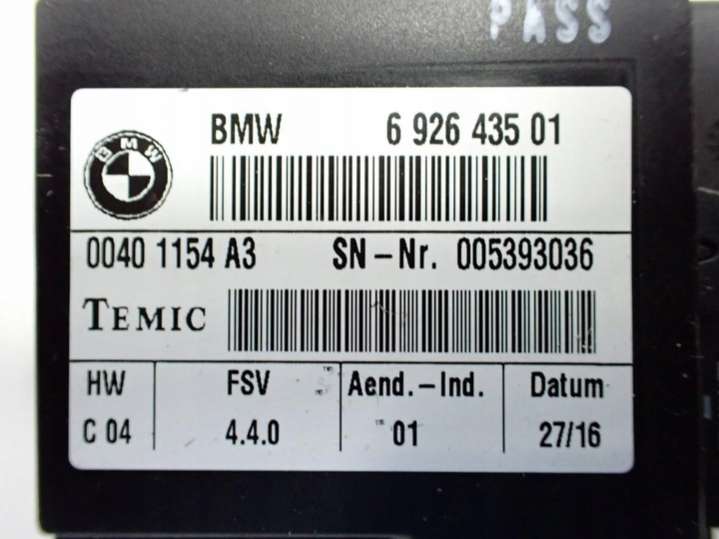 PASS
BMW 6 926 435 01
BMW
0040 1154 A3 SN-Nr. 005393036
TEMIC
HW FSV Aend.-Ind. Datum
C 04 4.4.0 01 27/16